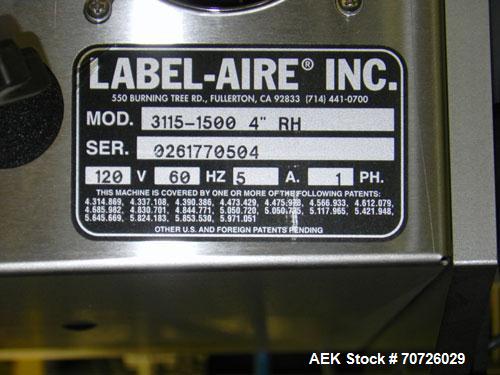 LABEL-AIRE® INC.
550 BURNING TREE RD., FULLERTON, CA 92833 (714) 441-0700
MOD. 3115-1500 4" RH
SER. 0261770504
120 V 60 HZ 5 A. 1 PH.
THIS MACHINE IS COVERED BY ONE OR MORE OF THE FOLLOWING PATENTS:
4.314.869, 4.337.108, 4.390.386, 4.473.429, 4.566.933, 4.612.079,
4.685.982, 4.830.701, 4.844.771, 5.050.720, 5.117.965, 5.421.948,
5.645.669, 5.824.183, 5.853.530, 5.971.051
OTHER U.S. AND FOREIGN PATENTS PENDING
AEK Stock # 70726029